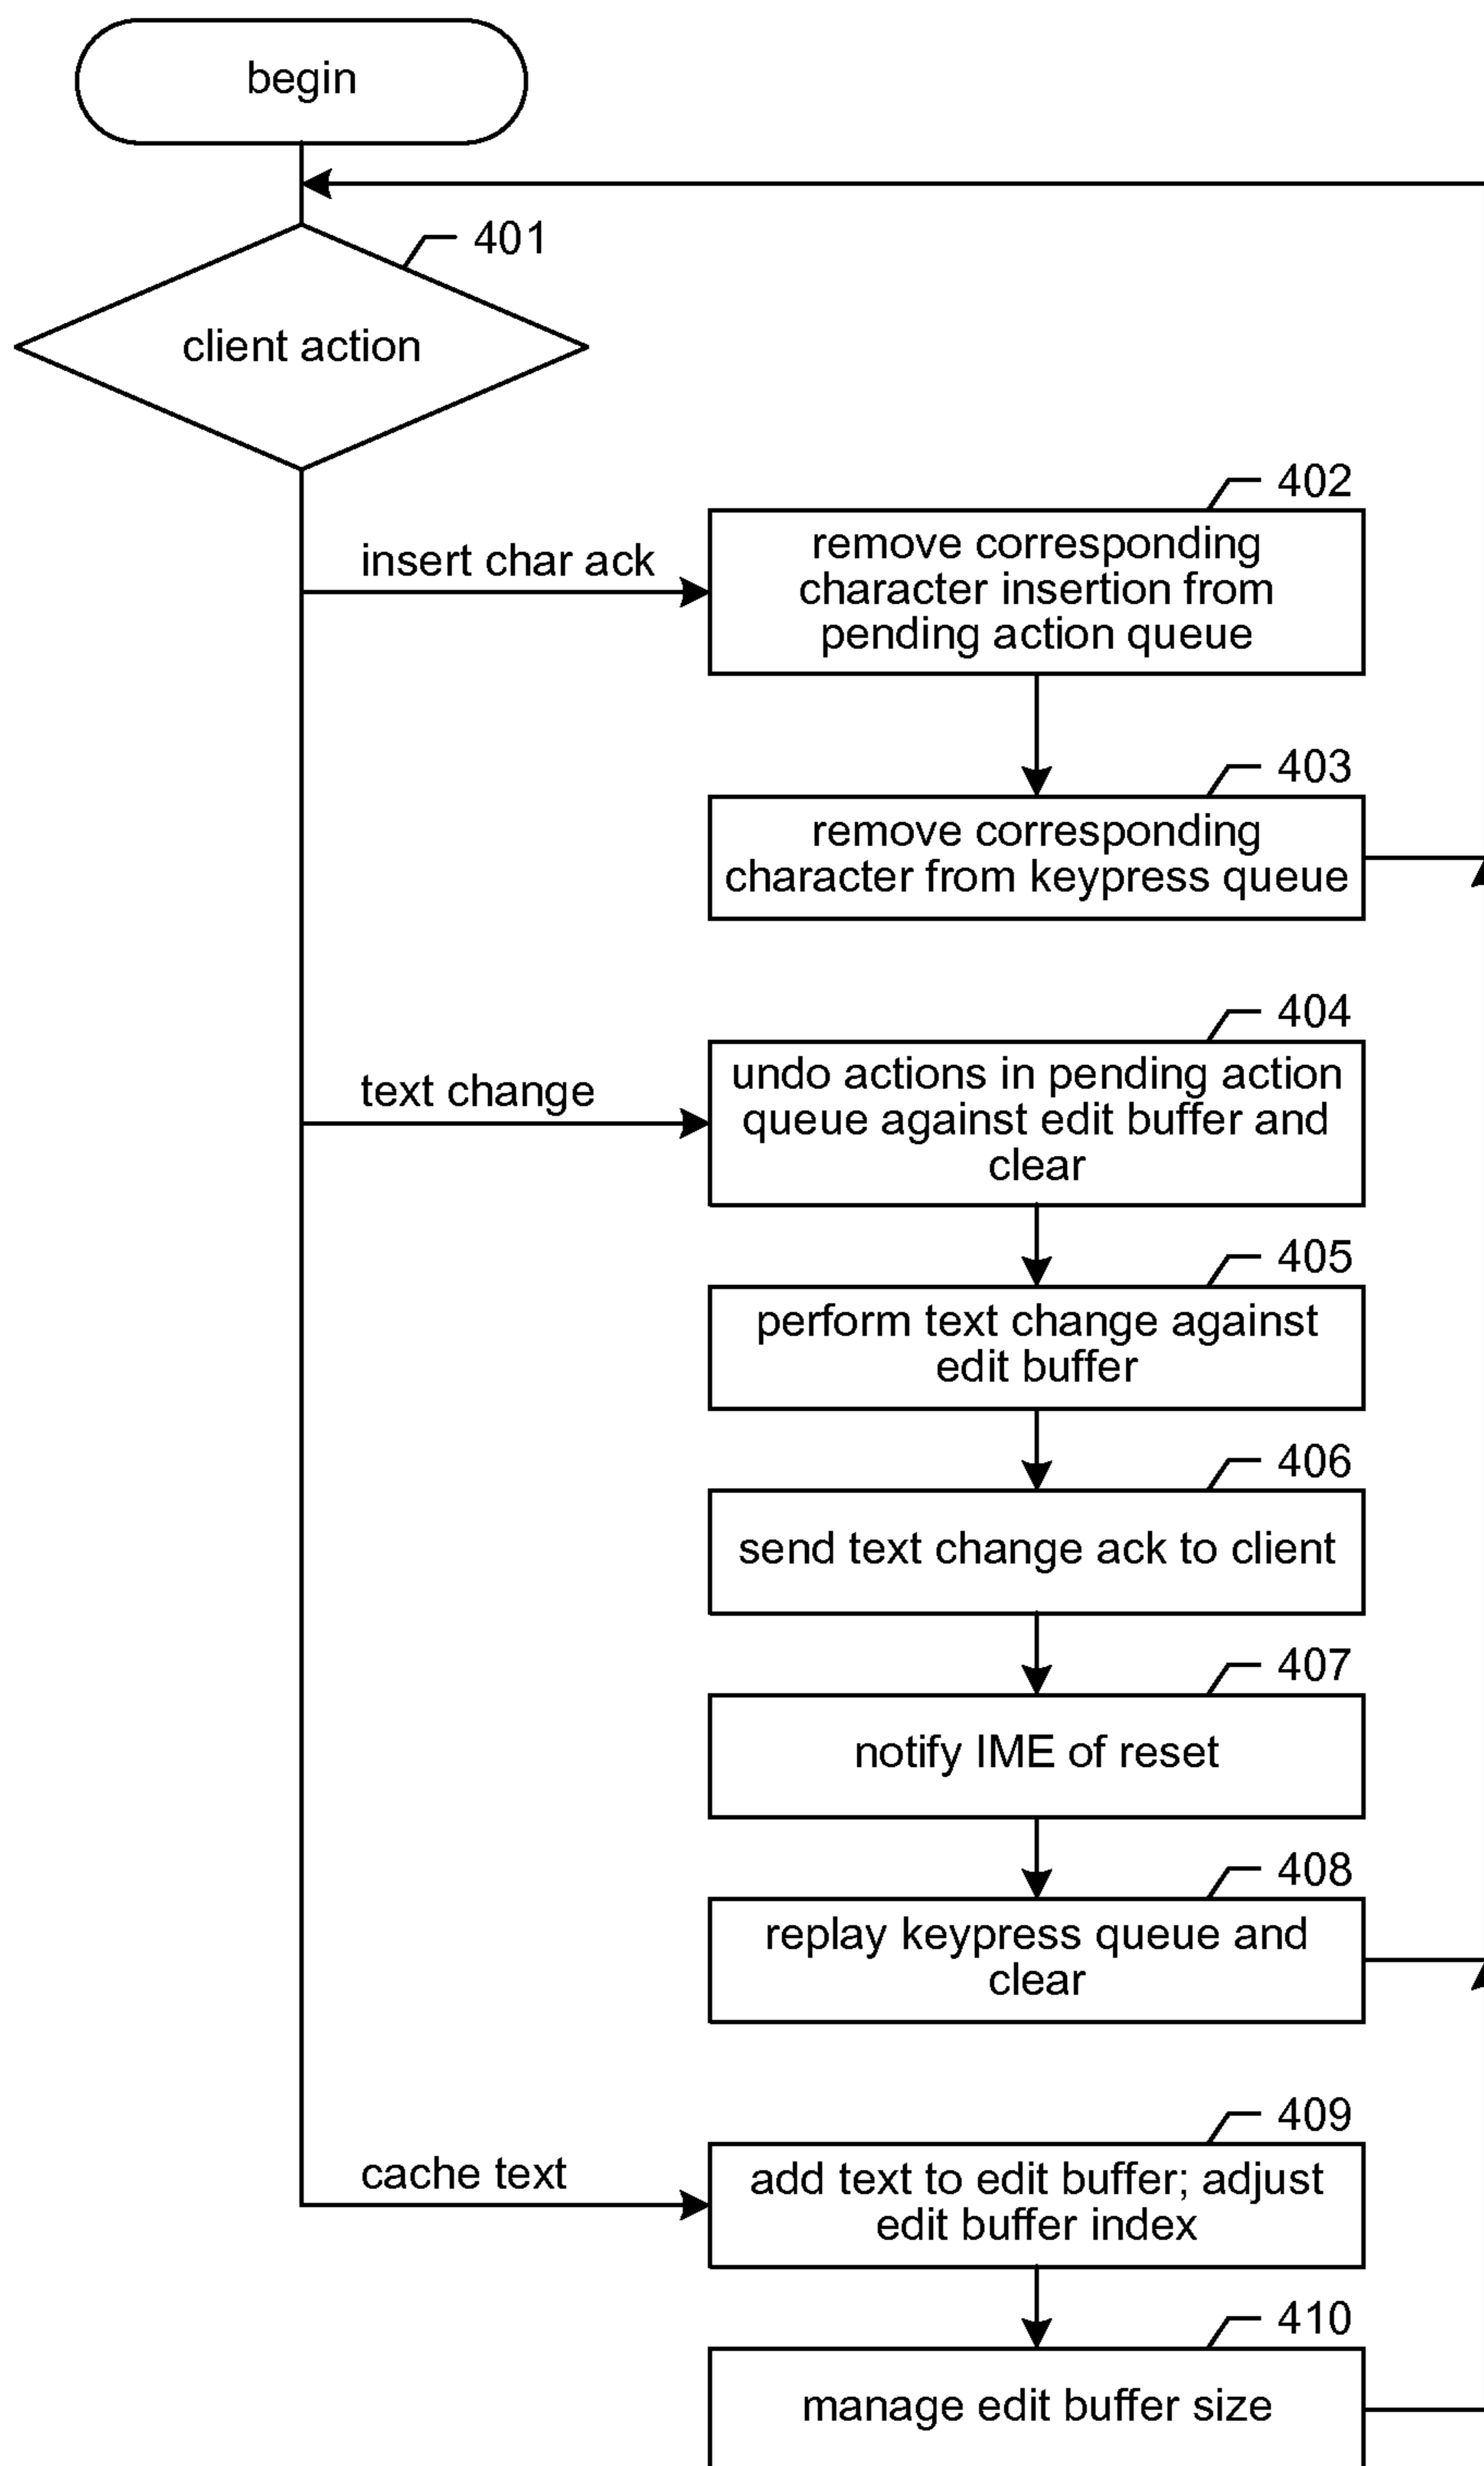 begin
401
client action
402
insert char ack
remove corresponding
character insertion from
pending action queue
403
remove corresponding
character from keypress queue
404
text change
undo actions in pending action
queue against edit buffer and
clear
405
perform text change against
edit buffer
406
send text change ack to client
407
notify IME of reset
408
replay keypress queue and
clear
409
cache text
add text to edit buffer; adjust
edit buffer index
410
manage edit buffer size